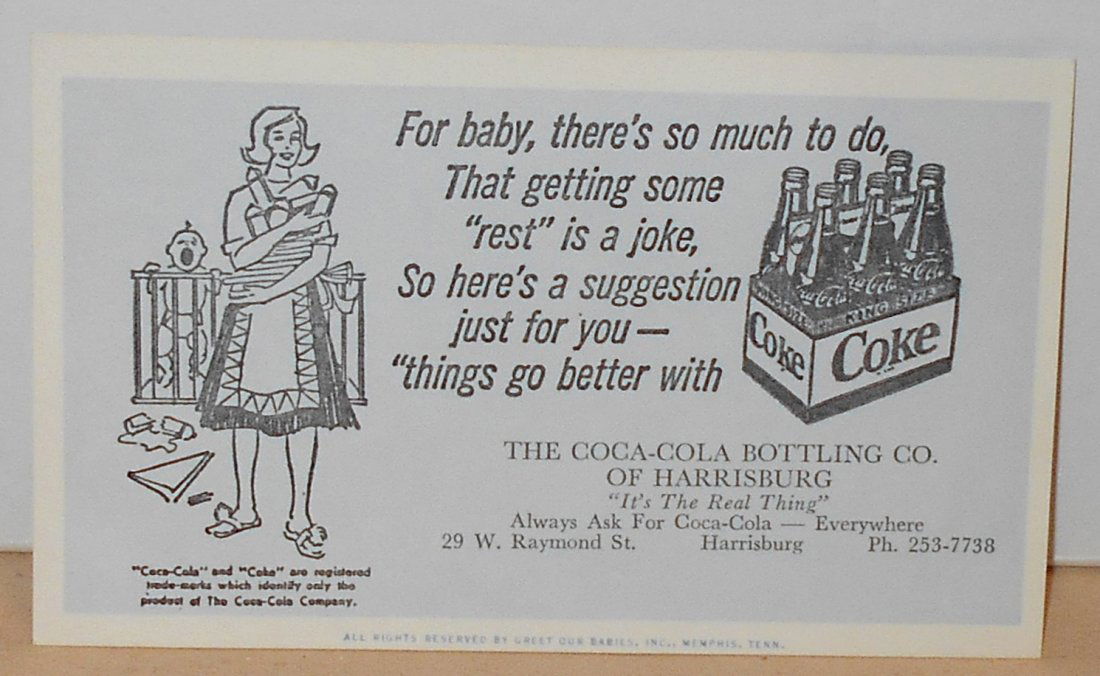 For baby, there's so much to do,
That getting some
"rest" is a joke,
So here's a suggestion
just for you —
"things go better with
Coca-Cola
Coca-Cola
KING SIZE
Coke
Coke
THE COCA-COLA BOTTLING CO.
OF HARRISBURG
"It's The Real Thing"
Always Ask For Coca-Cola — Everywhere
29 W. Raymond St. Harrisburg Ph. 253-7738
"Coca-Cola" and "Coke" are registered
trade-marks which identify only the
product of The Coca-Cola Company.
ALL RIGHTS RESERVED BY GREET OUR BABIES, INC., MEMPHIS, TENN.